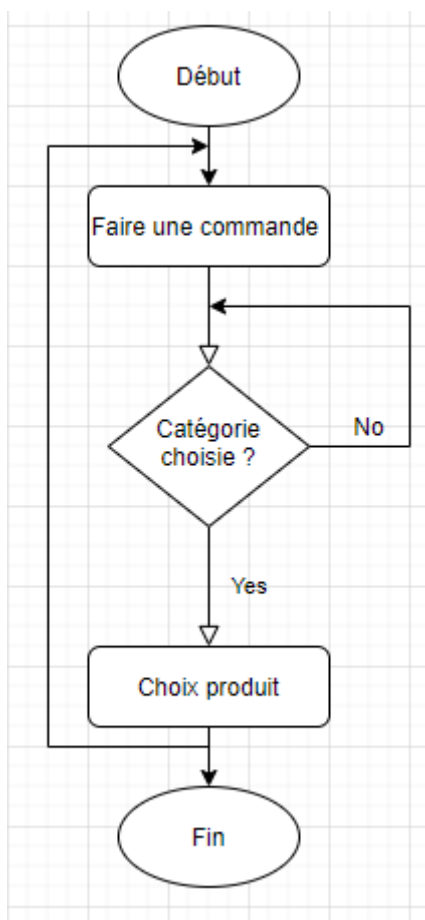 Début
Faire une commande
Catégorie
choisie ?
No
Yes
Choix produit
Fin